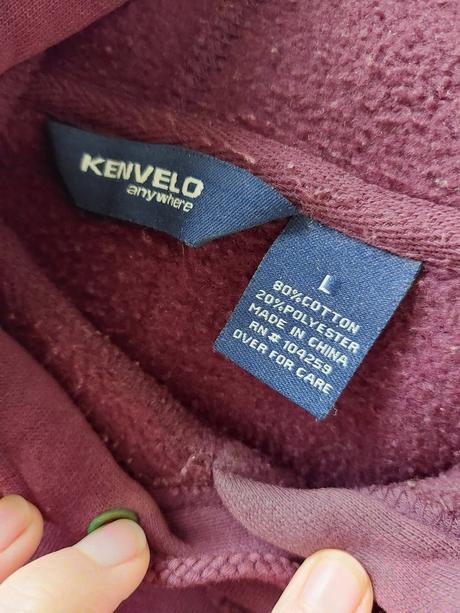 KENVELO
anywhere
L
80%COTTON
20%POLYESTER
MADE IN CHINA
RN # 104259
OVER FOR CARE